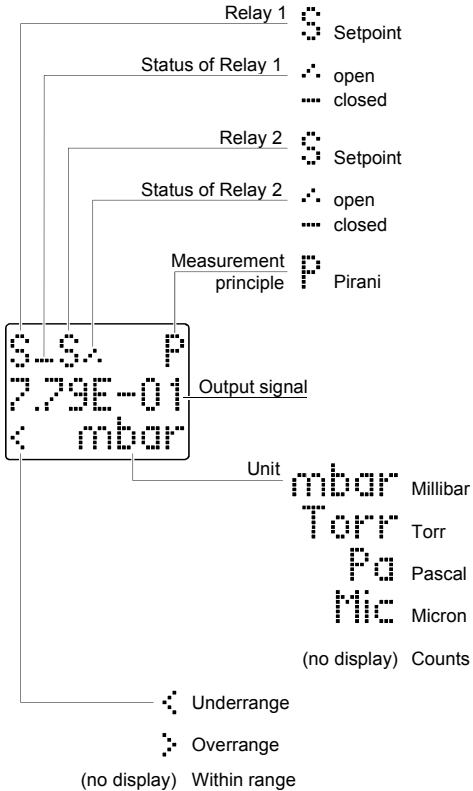 Relay 1 S Setpoint
Status of Relay 1 open
closed
Relay 2 S Setpoint
Status of Relay 2 open
closed
Measurement
principle P Pirani
S S P
7.79E-01 Output signal
< mbar
Unit mbar Millibar
Torr Torr
Pa Pascal
Mic Micron
(no display) Counts
< Underrange
> Overrange
(no display) Within range